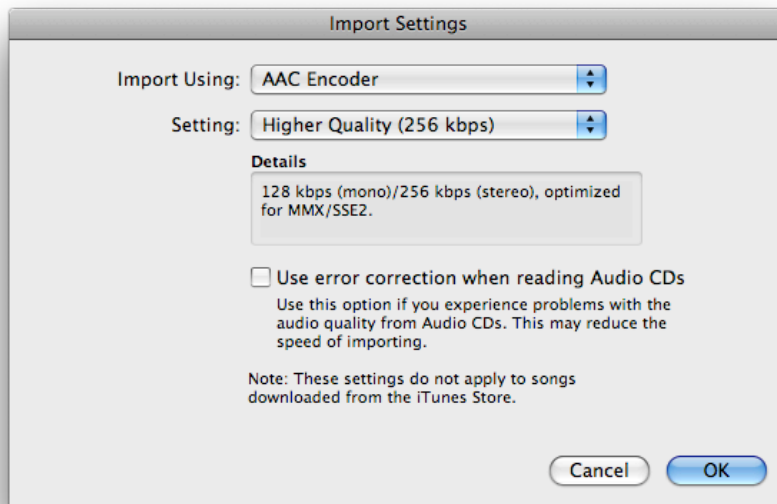 Import Settings
Import Using: AAC Encoder
Setting: Higher Quality (256 kbps)
Details
128 kbps (mono)/256 kbps (stereo), optimized
for MMX/SSE2.
Use error correction when reading Audio CDs
Use this option if you experience problems with the
audio quality from Audio CDs. This may reduce the
speed of importing.
Note: These settings do not apply to songs
downloaded from the iTunes Store.
Cancel OK